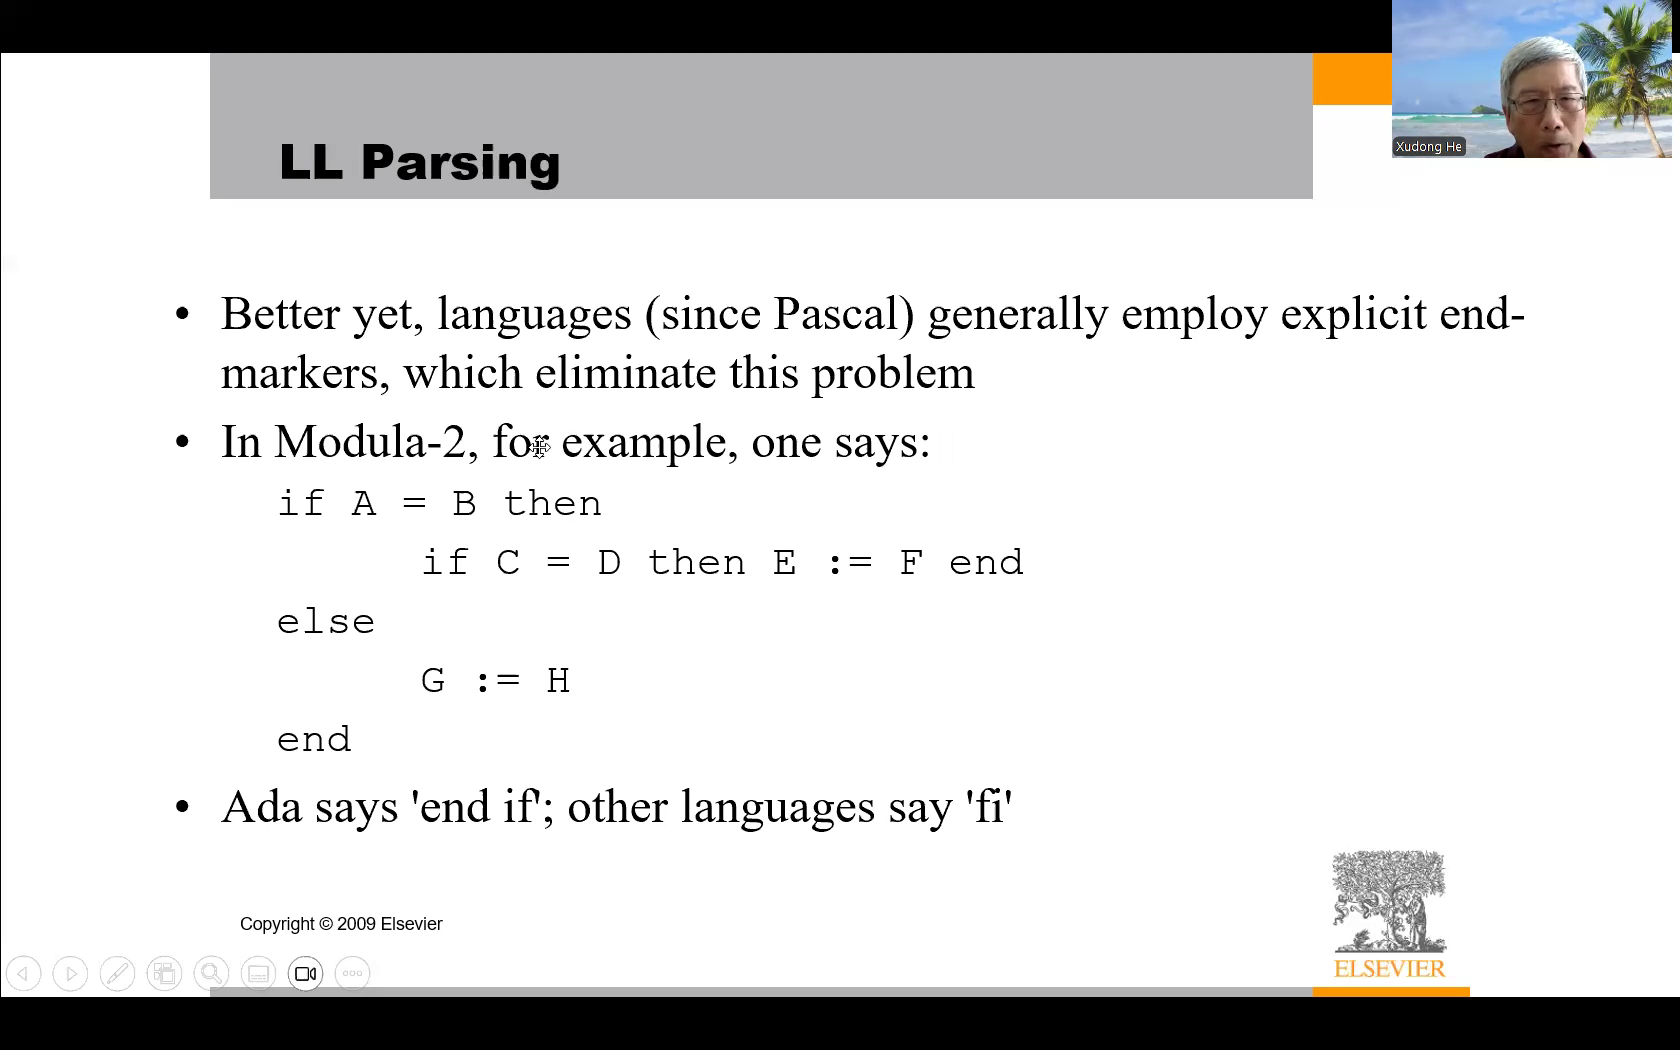 Xudong He
LL Parsing
• Better yet, languages (since Pascal) generally employ explicit end-
markers, which eliminate this problem
• In Modula-2, for example, one says:
if A = B then
if C = D then E := F end
else
G := H
end
• Ada says 'end if'; other languages say 'fi'
Copyright © 2009 Elsevier
ELSEVIER